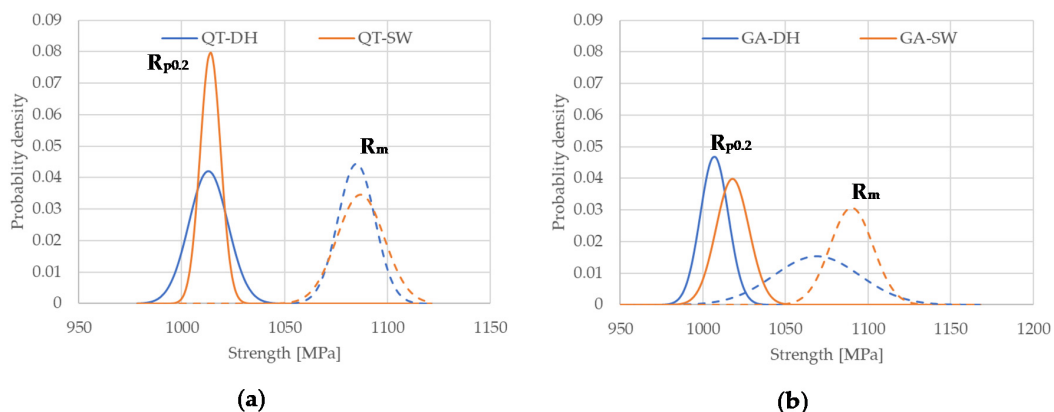 0.09
0.08
0.07
0.06
0.05
0.04
0.03
0.02
0.01
0
Probablity density
QT-DH QT-SW
Rp0.2
Rm
950 1000 1050 1100 1150
Strength [MPa]
(a)
0.09
0.08
0.07
0.06
0.05
0.04
0.03
0.02
0.01
0
Probablity density
GA-DH GA-SW
Rp0.2
Rm
950 1000 1050 1100 1150 1200
Strength [MPa]
(b)